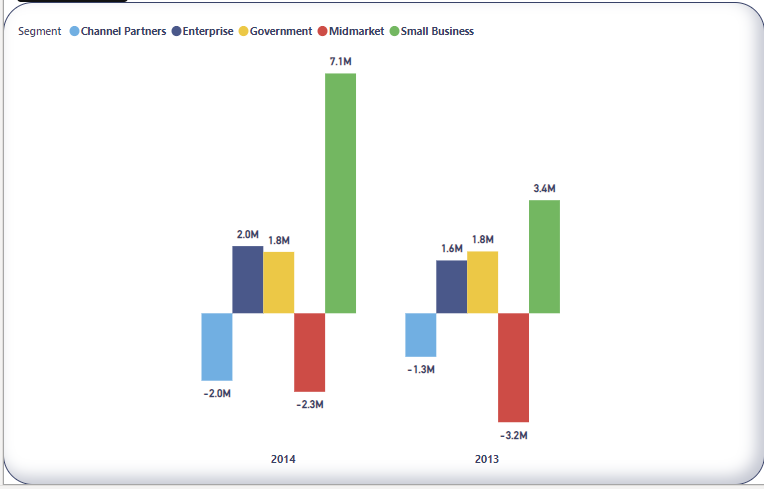 Segment Channel Partners Enterprise Government Midmarket Small Business
7.1M
3.4M
2.0M 1.8M 1.6M 1.8M
-2.0M -2.3M -1.3M -3.2M
2014 2013